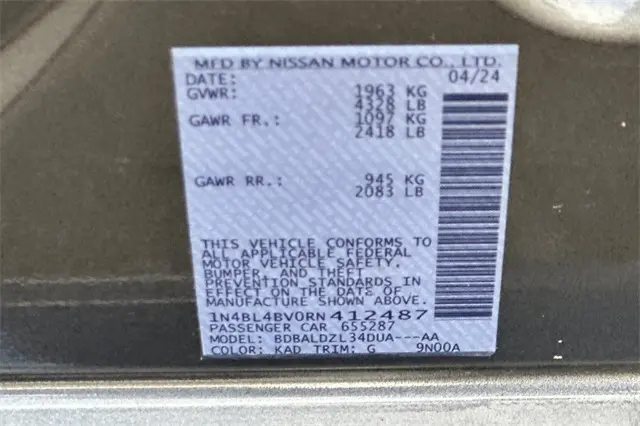 MFD BY NISSAN MOTOR CO., LTD.
DATE: 04/24
GVWR: 1963 KG
4328 LB
GAWR FR.: 1097 KG
2418 LB
GAWR RR.: 945 KG
2083 LB
THIS VEHICLE CONFORMS TO
ALL APPLICABLE FEDERAL
MOTOR VEHICLE SAFETY,
BUMPER, AND THEFT
PREVENTION STANDARDS IN
EFFECT ON THE DATE OF
MANUFACTURE SHOWN ABOVE.
1N4BL4BV0RN412487
PASSENGER CAR 655287
MODEL: BDBALDZL34DUA---AA
COLOR: KAD TRIM: G 9N00A